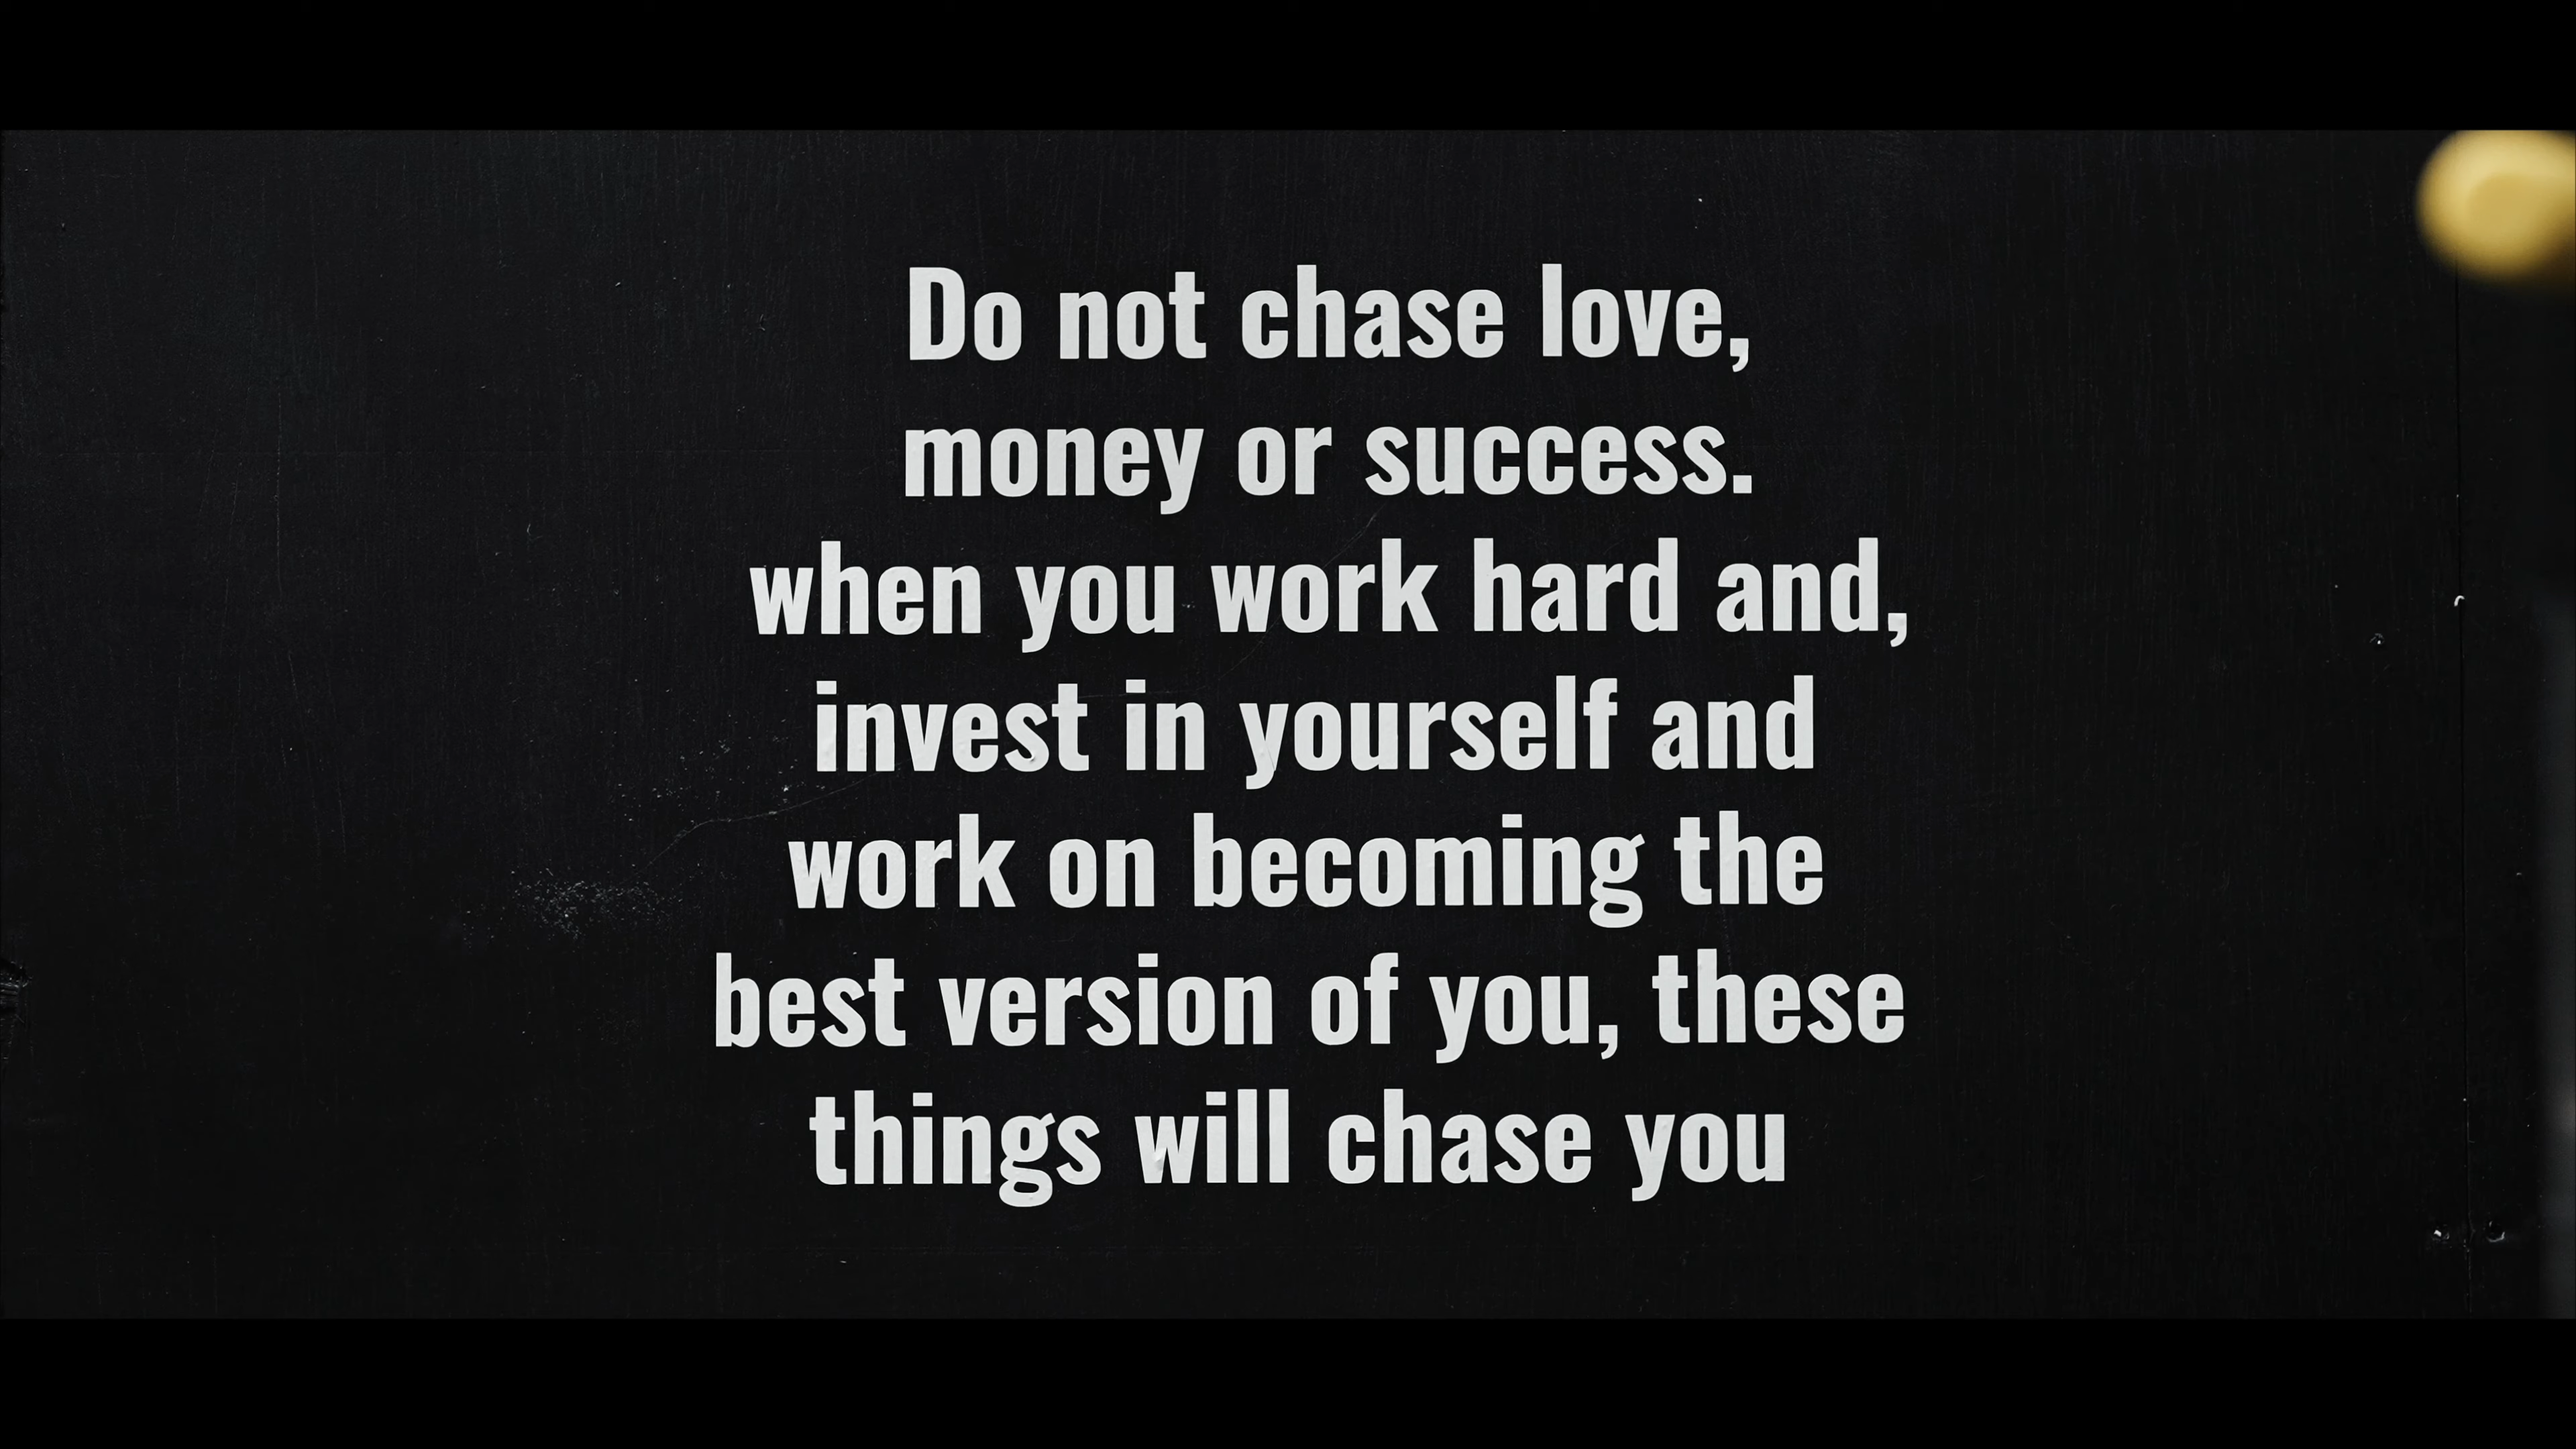 Do not chase love,
money or success.
when you work hard and,
invest in yourself and
work on becoming the
best version of you, these
things will chase you